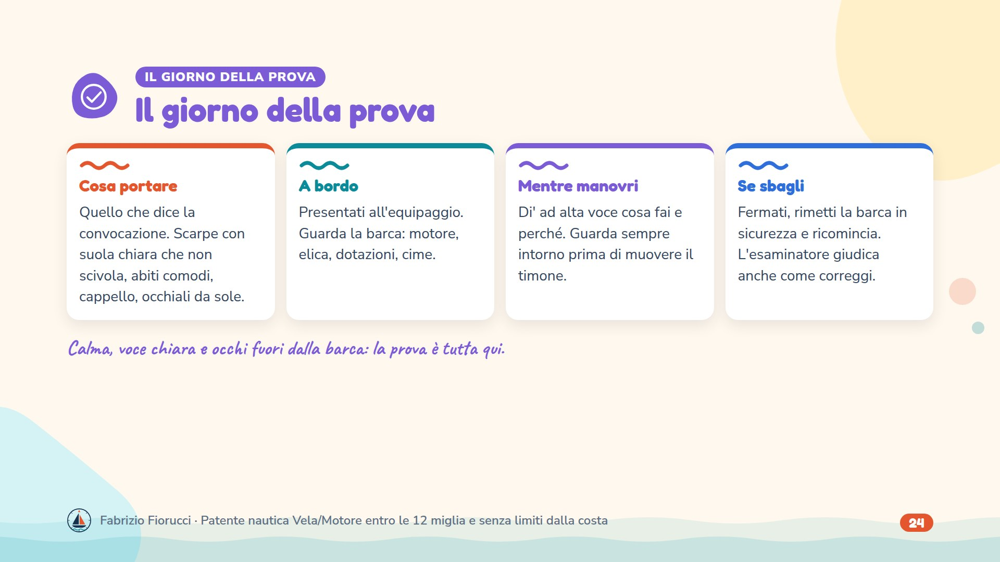 IL GIORNO DELLA PROVA
Il giorno della prova
Cosa portare
Quello che dice la
convocazione. Scarpe con
suola chiara che non
scivola, abiti comodi,
cappello, occhiali da sole.
A bordo
Presentati all'equipaggio.
Guarda la barca: motore,
elica, dotazioni, cime.
Mentre manovri
Di' ad alta voce cosa fai e
perché. Guarda sempre
intorno prima di muovere il
timone.
Se sbagli
Fermati, rimetti la barca in
sicurezza e ricomincia.
L'esaminatore giudica
anche come correggi.
Calma, voce chiara e occhi fuori dalla barca: la prova è tutta qui.
Fabrizio Fiorucci · Patente nautica Vela/Motore entro le 12 miglia e senza limiti dalla costa
24